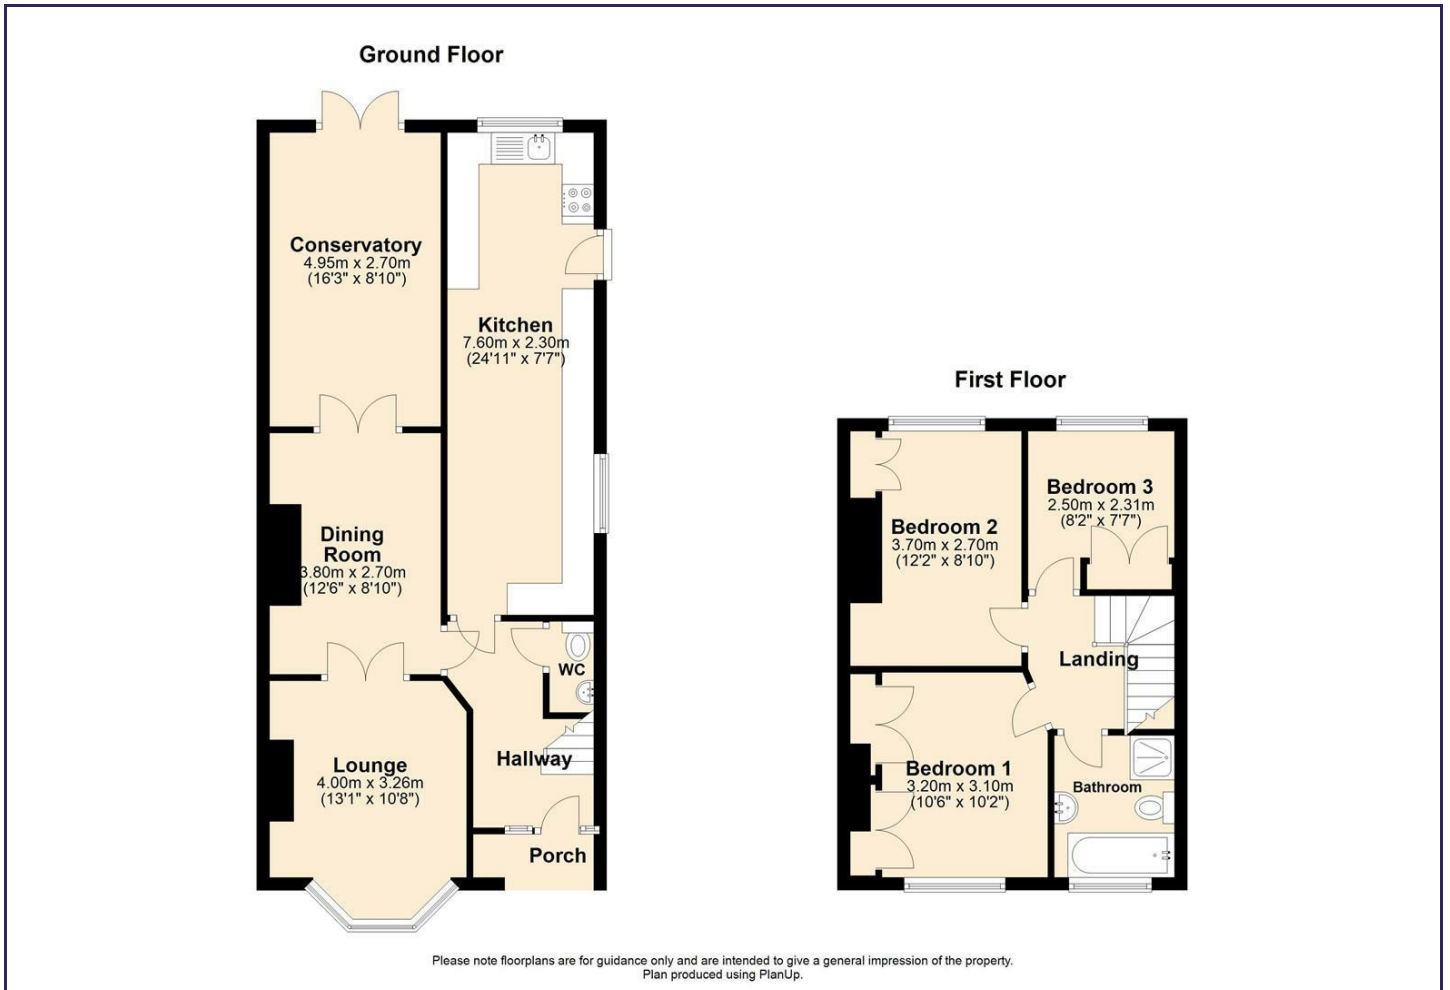 Ground Floor
Conservatory
4.95m x 2.70m
(16'3" x 8'10")
Kitchen
7.60m x 2.30m
(24'11" x 7'7")
Dining
Room
3.80m x 2.70m
(12'6" x 8'10")
WC
Hallway
Lounge
4.00m x 3.26m
(13'1" x 10'8")
Porch
First Floor
Bedroom 3
2.50m x 2.31m
(8'2" x 7'7")
Bedroom 2
3.70m x 2.70m
(12'2" x 8'10")
Landing
Bedroom 1
3.20m x 3.10m
(10'6" x 10'2")
Bathroom
Please note floorplans are for guidance only and are intended to give a general impression of the property.
Plan produced using PlanUp.